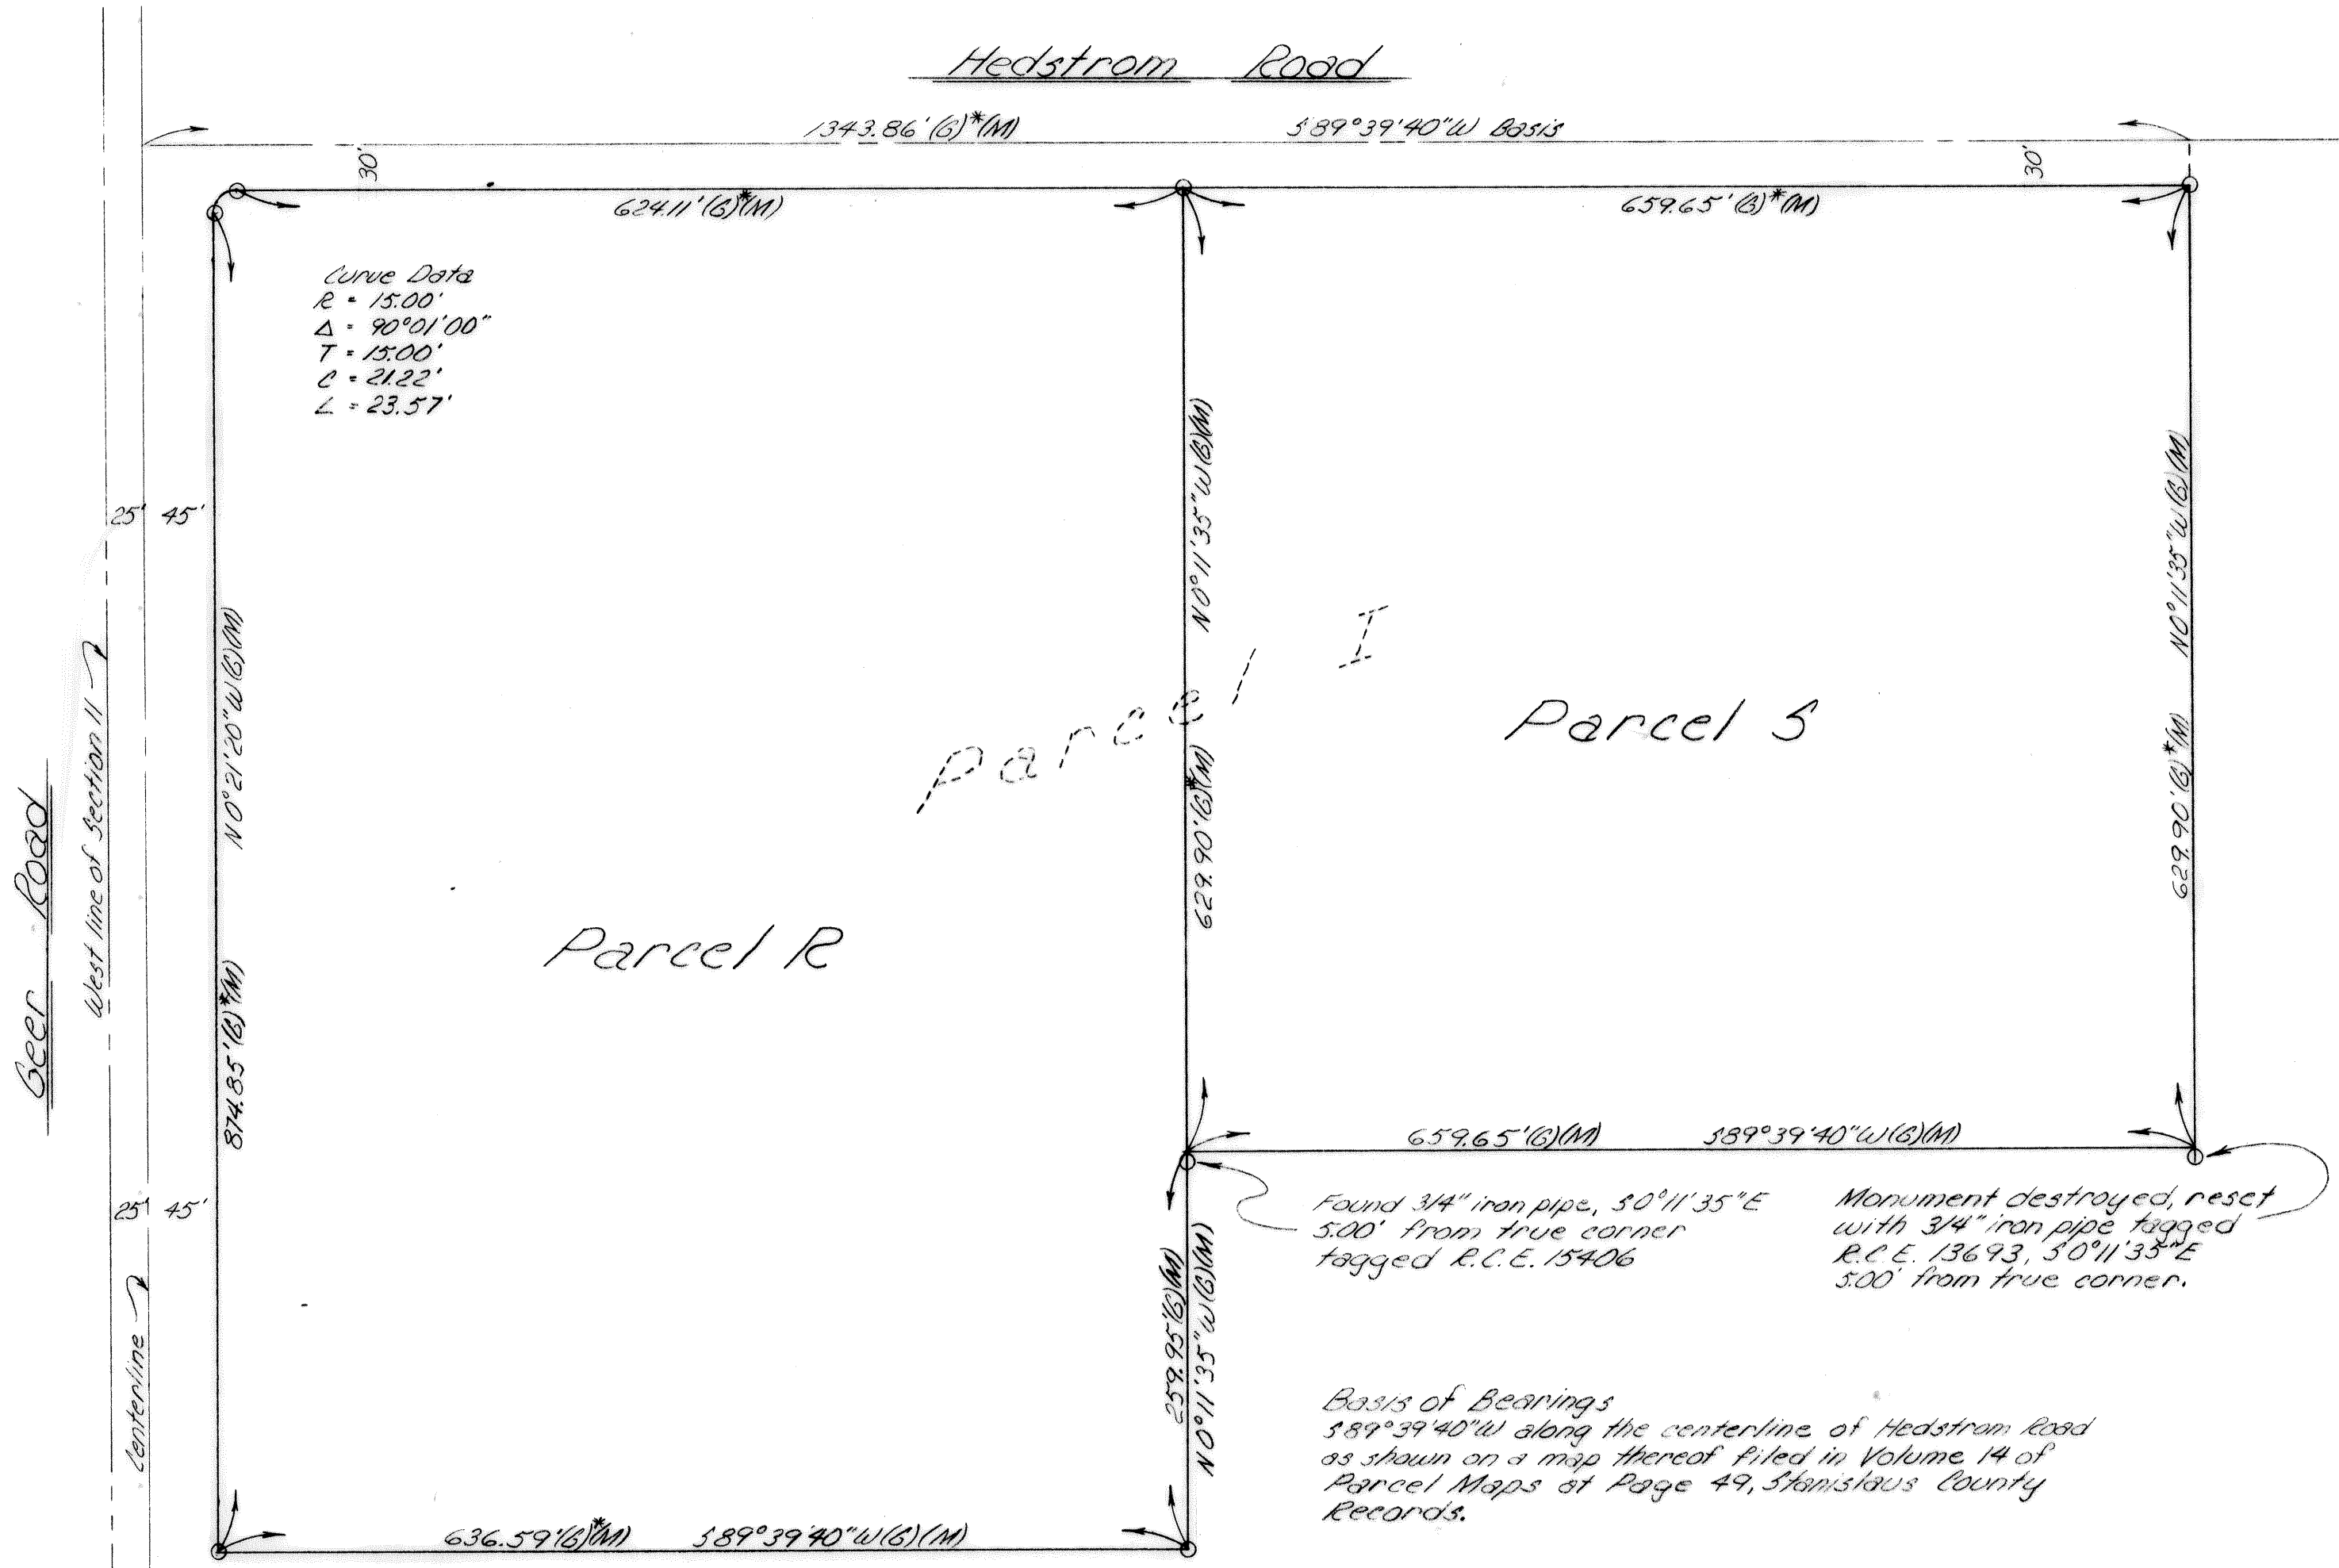 Hedstrom Road
1343.86'(G)*(M) S89°39'40"W Basis
30'
30'
624.11'(G)*(M)
659.65'(G)*(M)
Curve Data
R = 15.00'
Δ = 90°01'00"
T = 15.00'
C = 21.22'
L = 23.57'
N0°11'35"W(G)(M)
N0°11'35"W(G)(M)
25' 45'
N0°21'20"W(G)(M)
West line of Section 11
Parcel I
Parcel S
629.90'(G)*(M)
629.90'(G)*(M)
Geer Road
Parcel R
874.85'(G)*(M)
659.65'(G)(M) S89°39'40"W(G)(M)
25' 45'
Found 3/4" iron pipe, S0°11'35"E
5.00' from true corner
tagged R.C.E. 15406
Monument destroyed, reset
with 3/4" iron pipe tagged
R.C.E. 13693, S0°11'35"E
5.00' from true corner.
259.95'(G)(M)
N0°11'35"W(G)(M)
Centerline
Basis of Bearings
S89°39'40"W along the centerline of Hedstrom Road
as shown on a map thereof filed in Volume 14 of
Parcel Maps at Page 49, Stanislaus County
Records.
636.59'(G)*(M) S89°39'40"W(G)(M)